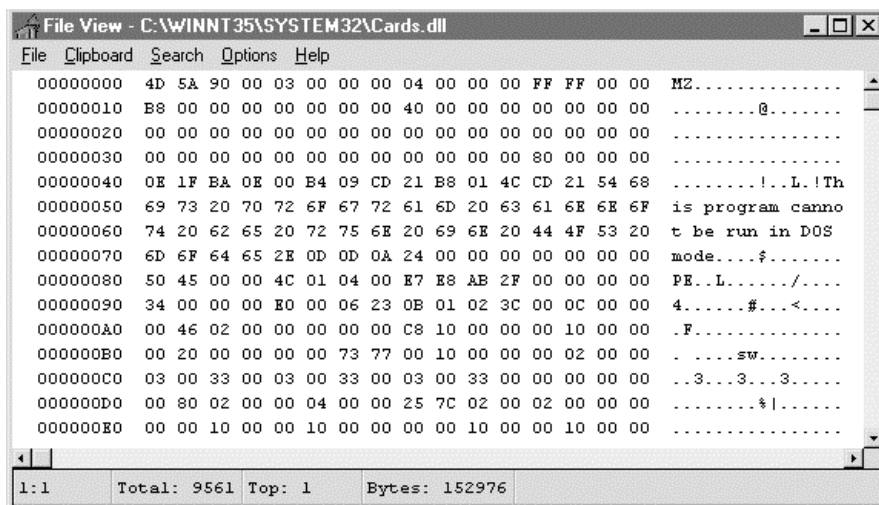 File View - C:\WINNT35\SYSTEM32\Cards.dll
File Clipboard Search Options Help
00000000 4D 5A 90 00 03 00 00 00 04 00 00 00 FF FF 00 00 MZ..............
00000010 B8 00 00 00 00 00 00 00 40 00 00 00 00 00 00 00 ........@.......
00000020 00 00 00 00 00 00 00 00 00 00 00 00 00 00 00 00 ................
00000030 00 00 00 00 00 00 00 00 00 00 00 00 80 00 00 00 ................
00000040 0E 1F BA 0E 00 B4 09 CD 21 B8 01 4C CD 21 54 68 ........!..L.!Th
00000050 69 73 20 70 72 6F 67 72 61 6D 20 63 61 6E 6E 6F is program canno
00000060 74 20 62 65 20 72 75 6E 20 69 6E 20 44 4F 53 20 t be run in DOS
00000070 6D 6F 64 65 2E 0D 0D 0A 24 00 00 00 00 00 00 00 mode....$.......
00000080 50 45 00 00 4C 01 04 00 E7 E8 AB 2F 00 00 00 00 PE..L....../....
00000090 34 00 00 00 E0 00 06 23 0B 01 02 3C 00 0C 00 00 4......#...<....
000000A0 00 46 02 00 00 00 00 00 C8 10 00 00 00 10 00 00 .F..............
000000B0 00 20 00 00 00 00 73 77 00 10 00 00 00 02 00 00 . ....sw........
000000C0 03 00 33 00 03 00 33 00 03 00 33 00 00 00 00 00 ..3...3...3.....
000000D0 00 80 02 00 00 04 00 00 25 7C 02 00 02 00 00 00 ........%|......
000000E0 00 00 10 00 00 10 00 00 00 00 10 00 00 10 00 00 ................
1:1 Total: 9561 Top: 1 Bytes: 152976